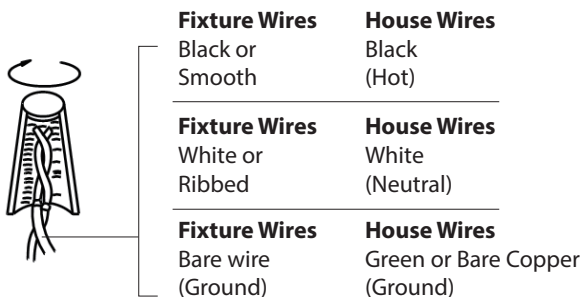 Fixture Wires House Wires
Black or Black
Smooth (Hot)
Fixture Wires House Wires
White or White
Ribbed (Neutral)
Fixture Wires House Wires
Bare wire Green or Bare Copper
(Ground) (Ground)